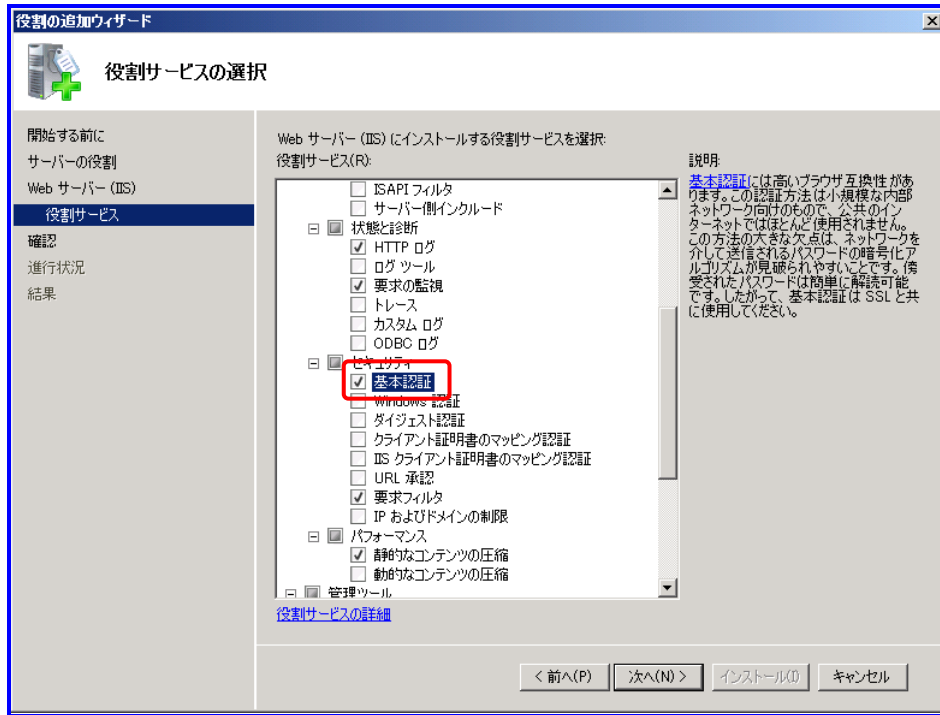 役割の追加ウィザード
役割サービスの選択
開始する前に
サーバーの役割
Web サーバー (IIS)
役割サービス
確認
進行状況
結果
Web サーバー (IIS) にインストールする役割サービスを選択:
役割サービス(R):
ISAPI フィルタ
サーバー側インクルード
状態と診断
HTTP ログ
ログ ツール
要求の監視
トレース
カスタム ログ
ODBC ログ
セキュリティ
基本認証
Windows 認証
ダイジェスト認証
クライアント証明書のマッピング認証
IIS クライアント証明書のマッピング認証
URL 承認
要求フィルタ
IP およびドメインの制限
パフォーマンス
静的なコンテンツの圧縮
動的なコンテンツの圧縮
管理ツール
役割サービスの詳細
説明:
基本認証には高いブラウザ互換性があ
ります。この認証方法は小規模な内部
ネットワーク向けのもので、公共のイン
ターネットではほとんど使用されません。
この方法の大きな欠点は、ネットワークを
介して送信されるパスワードの暗号化ア
ルゴリズムが見破られやすいことです。傍
受されたパスワードは簡単に解読可能
です。したがって、基本認証は SSL と共
に使用してください。
< 前へ(P)
次へ(N) >
インストール(I)
キャンセル